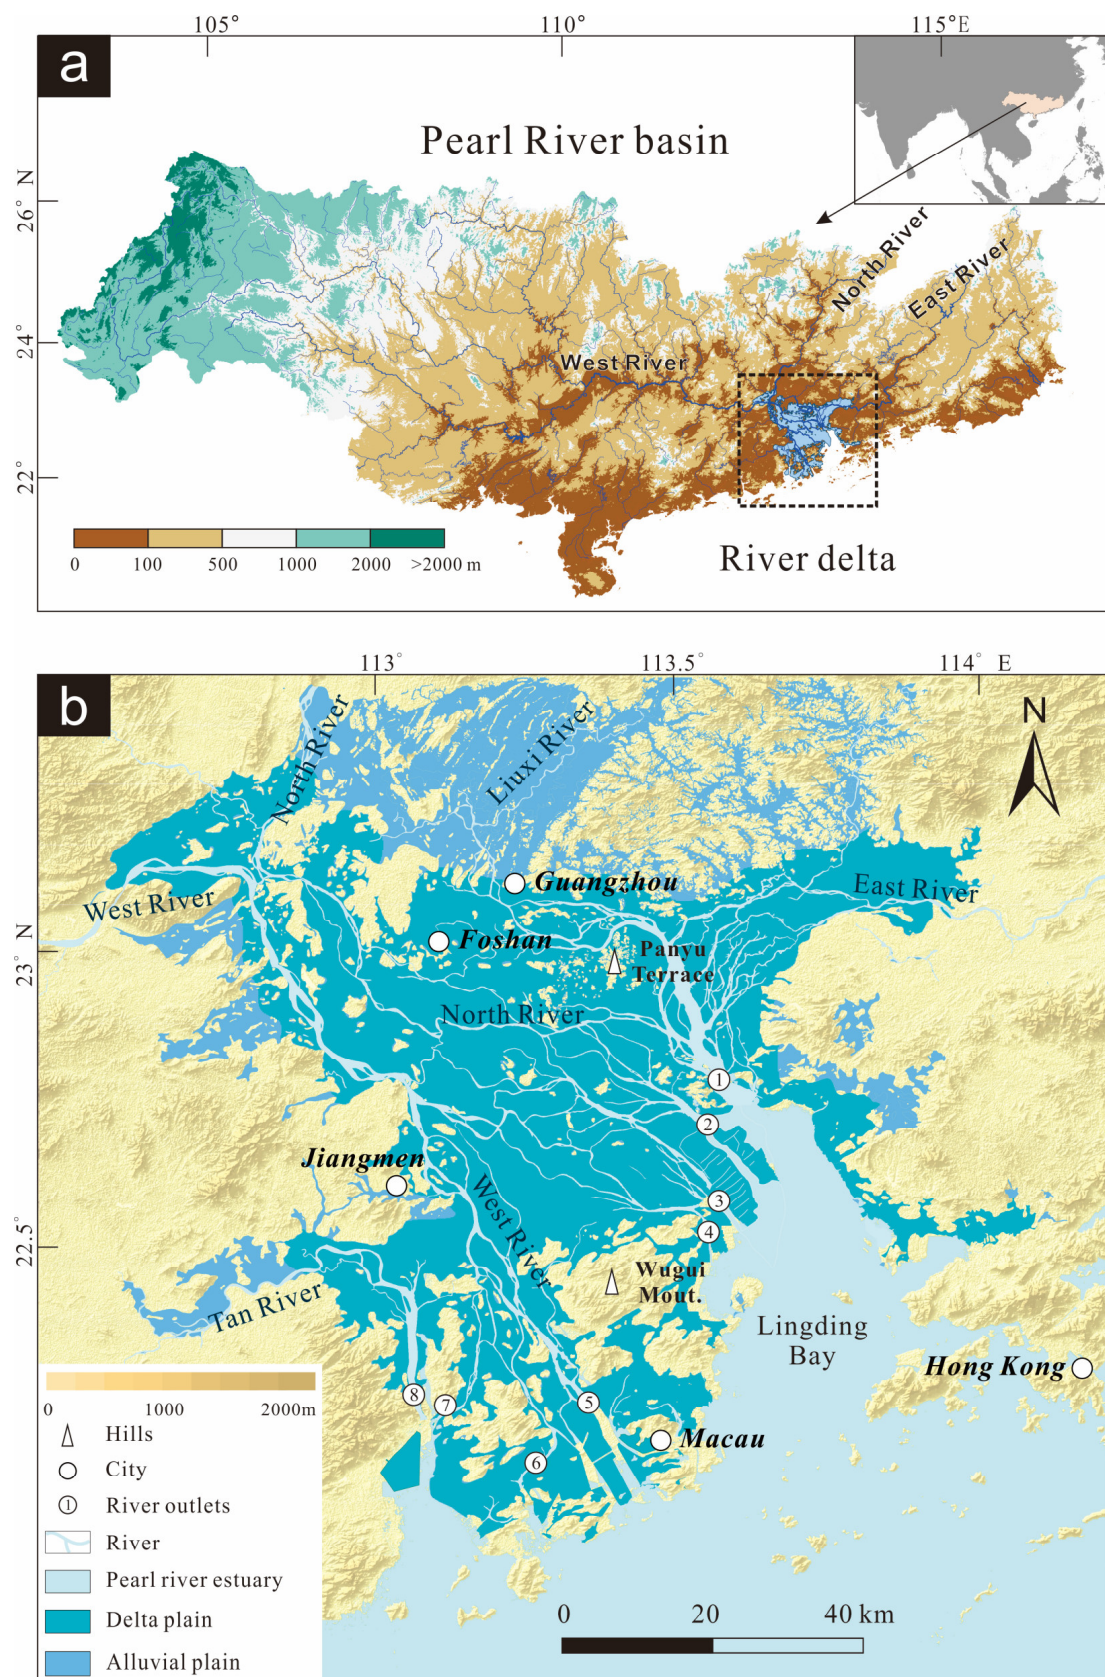 105°
110°
115°E
a
Pearl River basin
N
26°
24°
22°
North River
East River
West River
0
100
500
1000
2000
>2000 m
River delta
113°
113.5°
114° E
b
N
North River
Liuxi River
Guangzhou
West River
East River
N
23°
Foshan
Panyu
Terrace
North River
1
2
Jiangmen
3
4
22.5°
West River
Wugui
Mout.
Tan River
Lingding
Bay
Hong Kong
8
7
5
Macau
6
0
1000
2000m
Hills
City
1
River outlets
River
Pearl river estuary
Delta plain
Alluvial plain
0
20
40 km